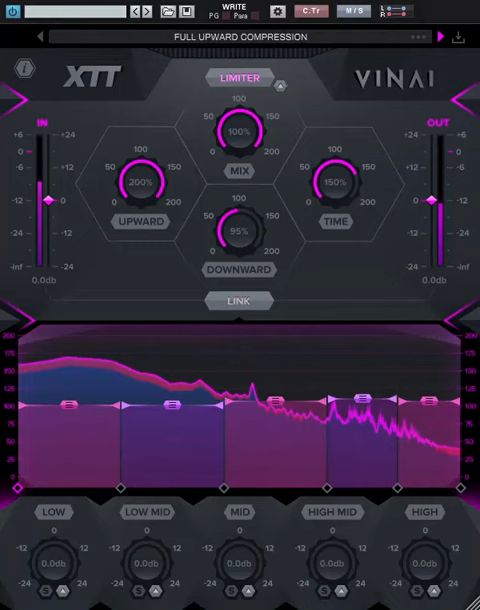 WRITE
PG Para
C.Tr
M / S
L
R
FULL UPWARD COMPRESSION
i
XTT
LIMITER
VINAI
IN
OUT
100
50 150
0 200
100%
MIX
+6 +24
0
+12
-6
-12 0
-12
-inf -24
0.0db
100
50 150
0 200
200%
UPWARD
100
50 150
0 200
150%
TIME
+6 +24
0
+12
-6
-12 0
-12
-inf -24
0.0db
100
50 150
0 200
95%
DOWNWARD
LINK
200 200
175 175
150 150
125 125
100 100
75 75
50 50
25 25
0 0
LOW LOW MID MID HIGH MID HIGH
0 0 0 0 0
-12 12 -12 12 -12 12 -12 12 -12 12
0.0db 0.0db 0.0db 0.0db 0.0db
-24 S 24 -24 S 24 -24 S 24 -24 S 24 -24 S 24